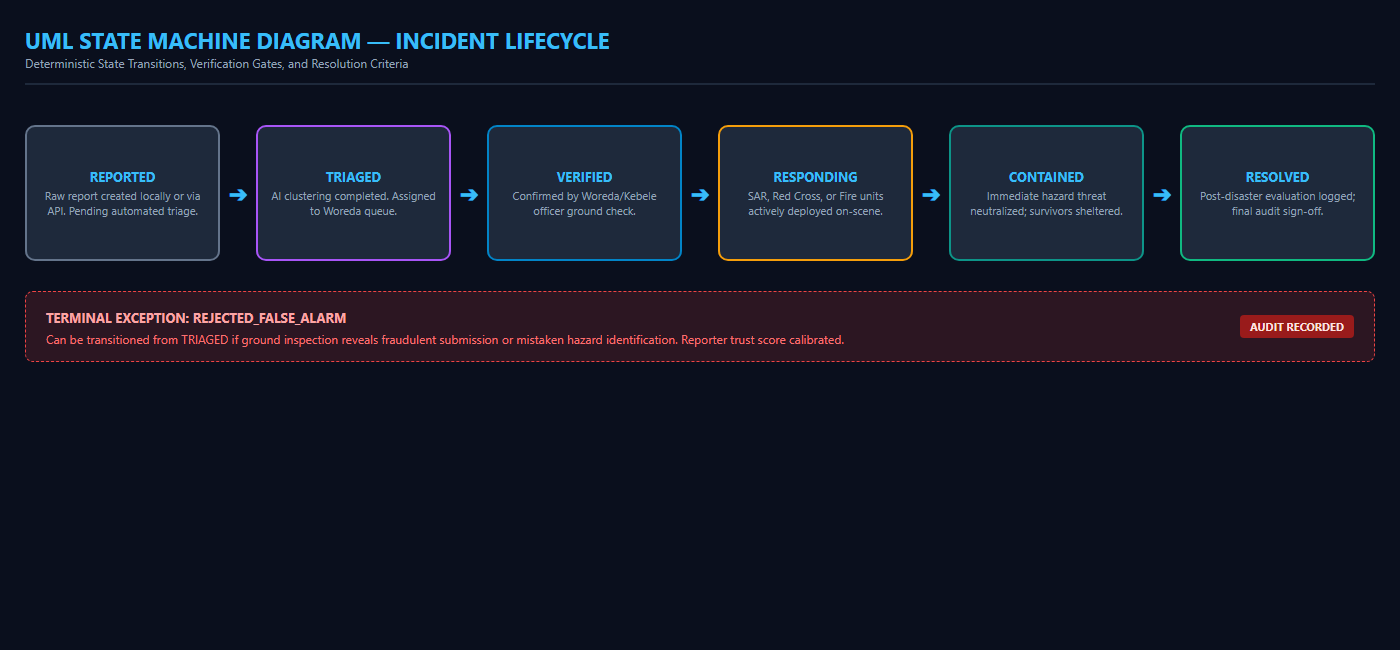 UML STATE MACHINE DIAGRAM — INCIDENT LIFECYCLE
Deterministic State Transitions, Verification Gates, and Resolution Criteria
REPORTED
Raw report created locally or via
API. Pending automated triage.
TRIAGED
AI clustering completed. Assigned
to Woreda queue.
VERIFIED
Confirmed by Woreda/Kebele
officer ground check.
RESPONDING
SAR, Red Cross, or Fire units
actively deployed on-scene.
CONTAINED
Immediate hazard threat
neutralized; survivors sheltered.
RESOLVED
Post-disaster evaluation logged;
final audit sign-off.
TERMINAL EXCEPTION: REJECTED_FALSE_ALARM
Can be transitioned from TRIAGED if ground inspection reveals fraudulent submission or mistaken hazard identification. Reporter trust score calibrated.
AUDIT RECORDED